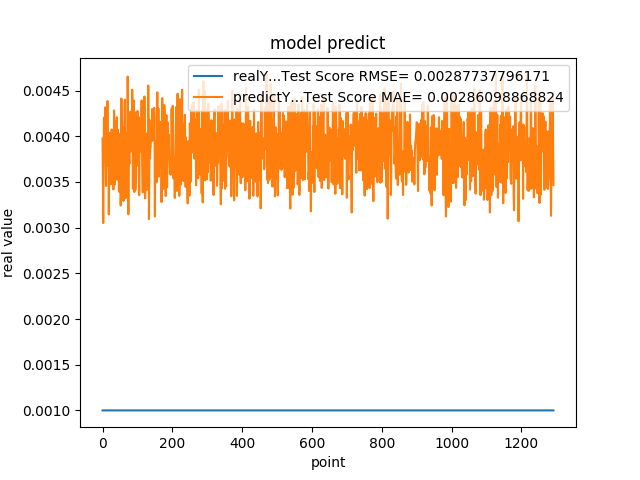 model predict
realY...Test Score RMSE= 0.00287737796171
predictY...Test Score MAE= 0.00286098868824
0.0045
0.0040
0.0035
0.0030
0.0025
0.0020
0.0015
0.0010
real value
0 200 400 600 800 1000 1200
point